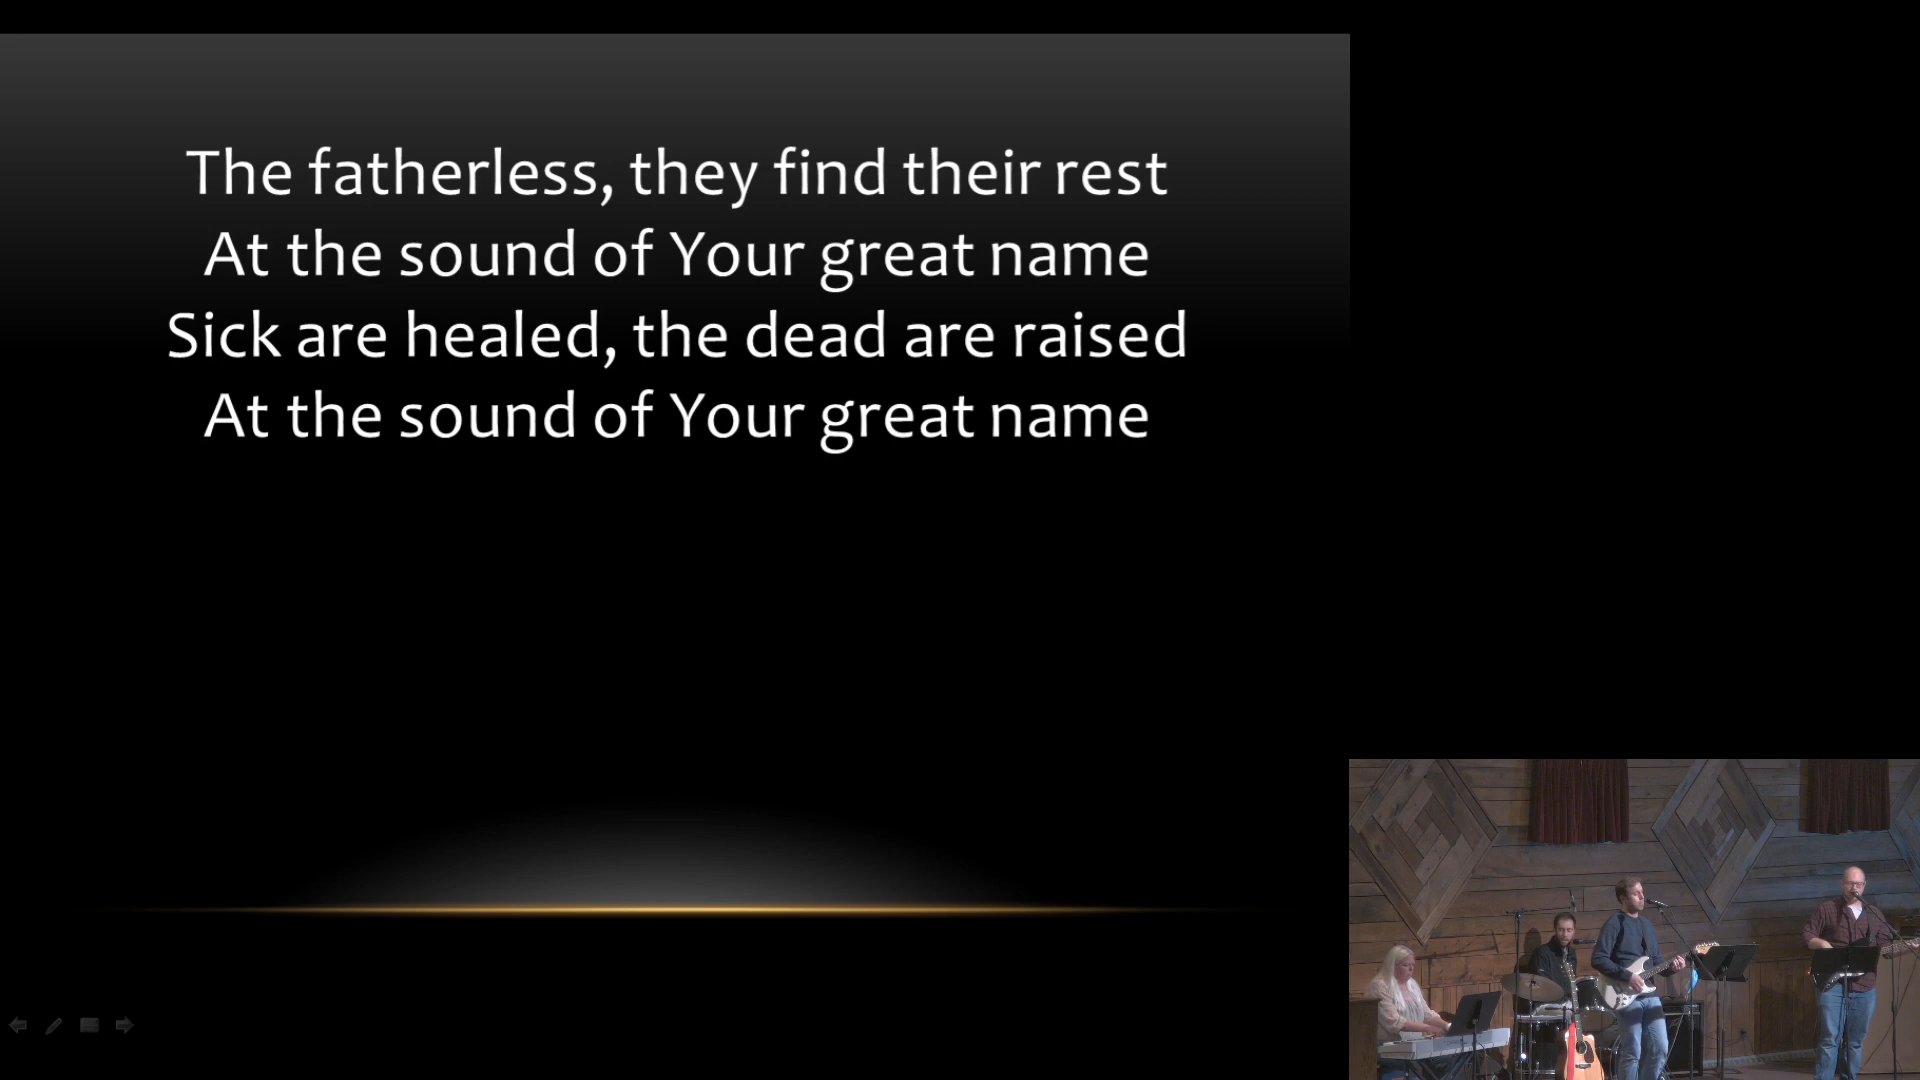 The fatherless, they find their rest
At the sound of Your great name
Sick are healed, the dead are raised
At the sound of Your great name